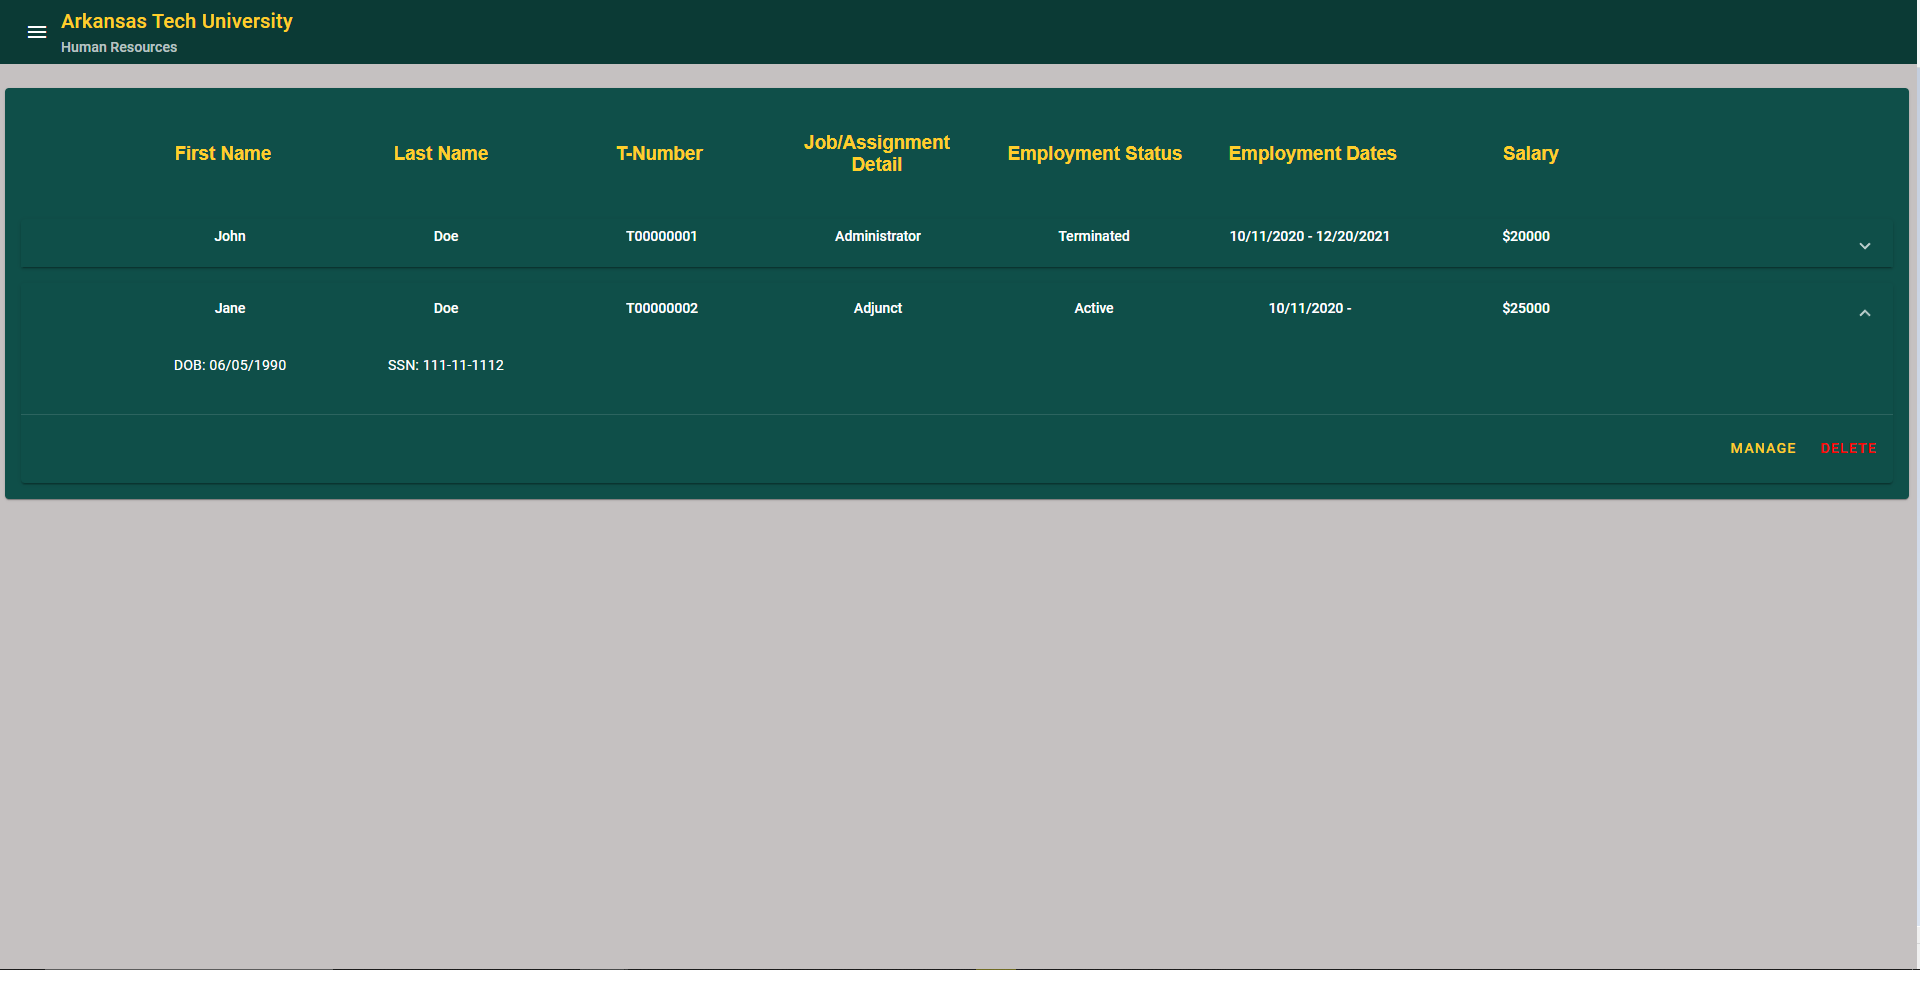 Arkansas Tech University
Human Resources
First Name Last Name T-Number Job/Assignment Detail Employment Status Employment Dates Salary
John Doe T00000001 Administrator Terminated 10/11/2020 - 12/20/2021 $20000
Jane Doe T00000002 Adjunct Active 10/11/2020 - $25000
DOB: 06/05/1990 SSN: 111-11-1112
MANAGE DELETE